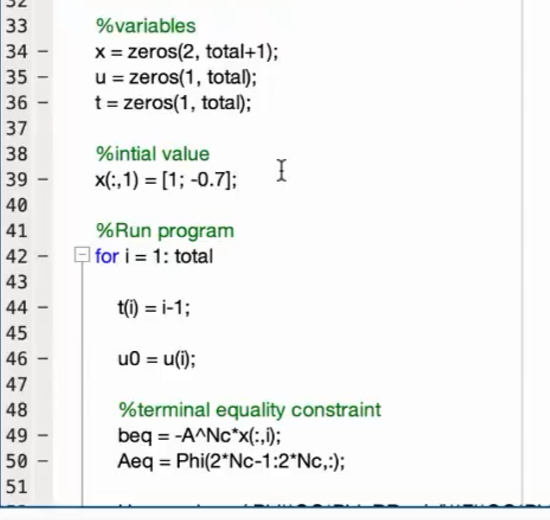 33 %variables
34 – x = zeros(2, total+1);
35 – u = zeros(1, total);
36 – t = zeros(1, total);
37
38 %intial value
39 – x(:,1) = [1; -0.7];
40
41 %Run program
42 – for i = 1: total
43
44 – t(i) = i-1;
45
46 – u0 = u(i);
47
48 %terminal equality constraint
49 – beq = -A^Nc*x(:,i);
50 – Aeq = Phi(2*Nc-1:2*Nc,:);
51